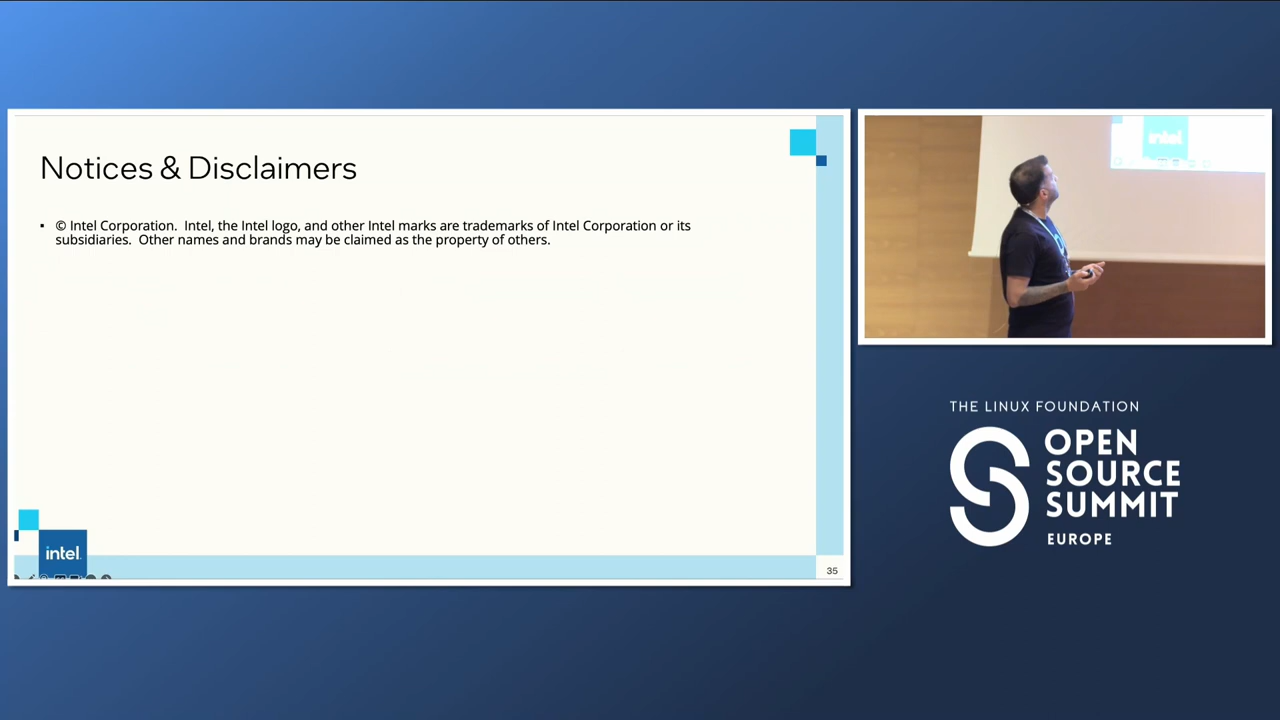 Notices & Disclaimers
▪ © Intel Corporation.  Intel, the Intel logo, and other Intel marks are trademarks of Intel Corporation or its
subsidiaries.  Other names and brands may be claimed as the property of others.
intel.
35
intel
THE LINUX FOUNDATION
OPEN
SOURCE
SUMMIT
EUROPE